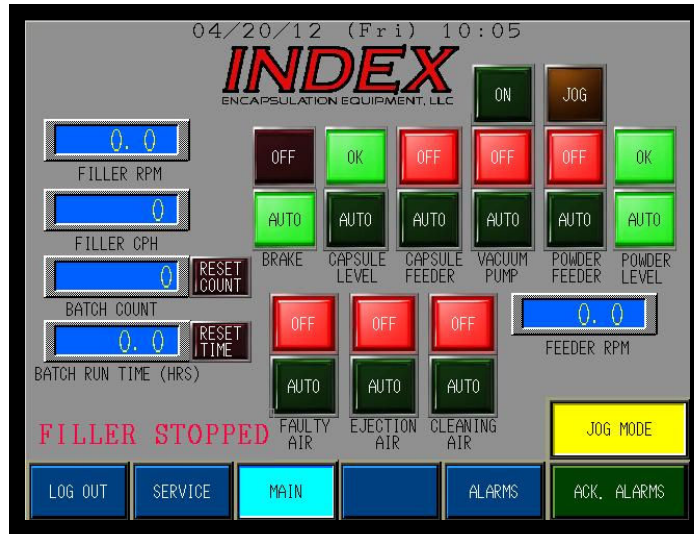 04/20/12 (Fri) 10:05
INDEX
ENCAPSULATION EQUIPMENT, LLC
ON JOG
0.0
FILLER RPM
OFF OK OFF OFF OFF OK
0
FILLER CPH
AUTO AUTO AUTO AUTO AUTO AUTO
BRAKE CAPSULE LEVEL CAPSULE FEEDER VACUUM PUMP POWDER FEEDER POWDER LEVEL
0 RESET COUNT
BATCH COUNT
0.0 RESET TIME
BATCH RUN TIME (HRS)
OFF OFF OFF
0.0
FEEDER RPM
AUTO AUTO AUTO
FAULTY AIR EJECTION AIR CLEANING AIR
FILLER STOPPED
JOG MODE
LOG OUT SERVICE MAIN ALARMS ACK. ALARMS